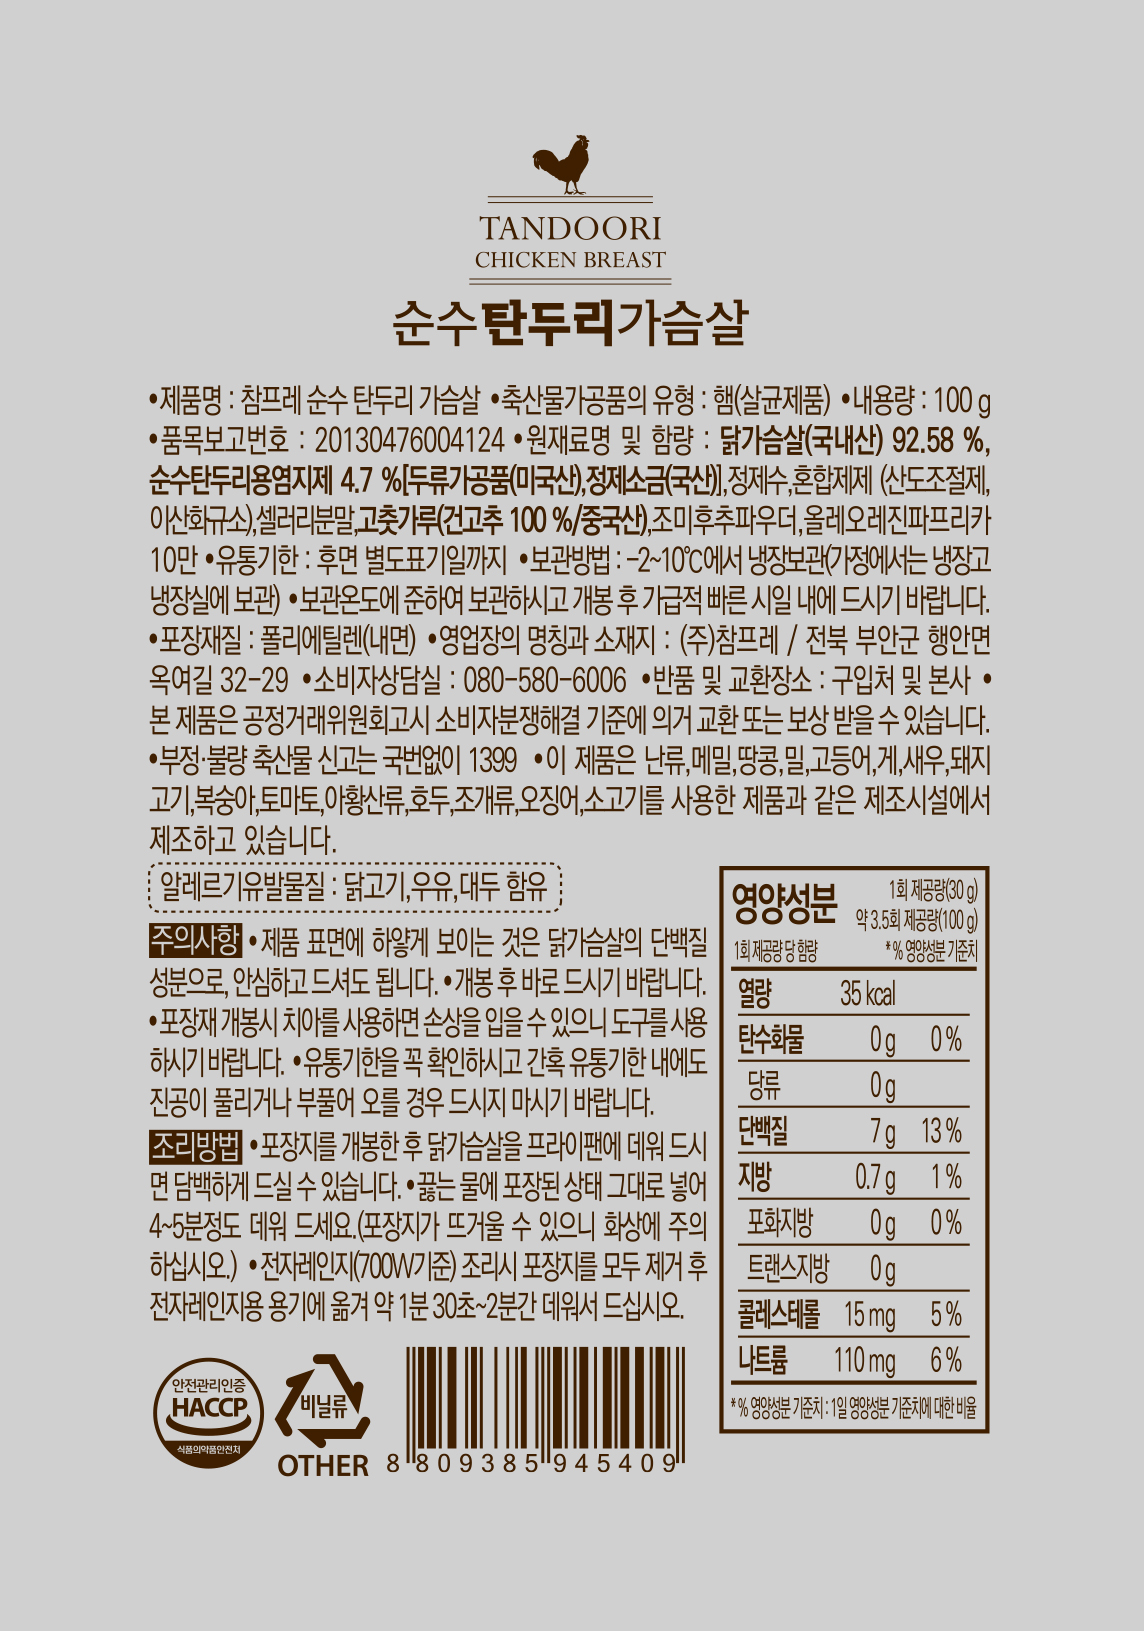 TANDOORI
CHICKEN BREAST
순수탄두리가슴살
•제품명 : 참프레 순수 탄두리 가슴살 •축산물가공품의 유형 : 햄(살균제품) •내용량 : 100 g
•품목보고번호 : 20130476004124 •원재료명 및 함량 : 닭가슴살(국내산) 92.58 %,
순수탄두리용염지제 4.7 %[두류가공품(미국산),정제소금(국산)],정제수,혼합제제 (산도조절제,
이산화규소),셀러리분말,고춧가루(건고추 100 %/중국산),조미후추파우더,올레오레진파프리카
10만 •유통기한 : 후면 별도표기일까지 •보관방법 : -2~10℃에서 냉장보관(가정에서는 냉장고
냉장실에 보관) •보관온도에 준하여 보관하시고 개봉 후 가급적 빠른 시일 내에 드시기 바랍니다.
•포장재질 : 폴리에틸렌(내면) •영업장의 명칭과 소재지 : (주)참프레 / 전북 부안군 행안면
옥여길 32-29 •소비자상담실 : 080-580-6006 •반품 및 교환장소 : 구입처 및 본사 •
본 제품은 공정거래위원회고시 소비자분쟁해결 기준에 의거 교환 또는 보상 받을 수 있습니다.
•부정·불량 축산물 신고는 국번없이 1399 •이 제품은 난류,메밀,땅콩,밀,고등어,게,새우,돼지
고기,복숭아,토마토,아황산류,호두,조개류,오징어,소고기를 사용한 제품과 같은 제조시설에서
제조하고 있습니다.
알레르기유발물질 : 닭고기,우유,대두 함유
주의사항 •제품 표면에 하얗게 보이는 것은 닭가슴살의 단백질
성분으로, 안심하고 드셔도 됩니다. •개봉 후 바로 드시기 바랍니다.
•포장재 개봉시 치아를 사용하면 손상을 입을 수 있으니 도구를 사용
하시기 바랍니다. •유통기한을 꼭 확인하시고 간혹 유통기한 내에도
진공이 풀리거나 부풀어 오를 경우 드시지 마시기 바랍니다.
조리방법 •포장지를 개봉한 후 닭가슴살을 프라이팬에 데워 드시
면 담백하게 드실 수 있습니다. •끓는 물에 포장된 상태 그대로 넣어
4~5분정도 데워 드세요.(포장지가 뜨거울 수 있으니 화상에 주의
하십시오.) •전자레인지(700W기준) 조리시 포장지를 모두 제거 후
전자레인지용 용기에 옮겨 약 1분 30초~2분간 데워서 드십시오.
영양성분
1회 제공량(30 g)
약 3.5회 제공량(100 g)
1회 제공량 당 함량 *% 영양성분 기준치
열량 35 kcal
탄수화물 0 g 0 %
당류 0 g
단백질 7 g 13 %
지방 0.7 g 1 %
포화지방 0 g 0 %
트랜스지방 0 g
콜레스테롤 15 mg 5 %
나트륨 110 mg 6 %
*% 영양성분 기준치 : 1일 영양성분 기준치에 대한 비율
안전관리인증
HACCP
식품의약품안전처
비닐류
OTHER
8 809385 945409